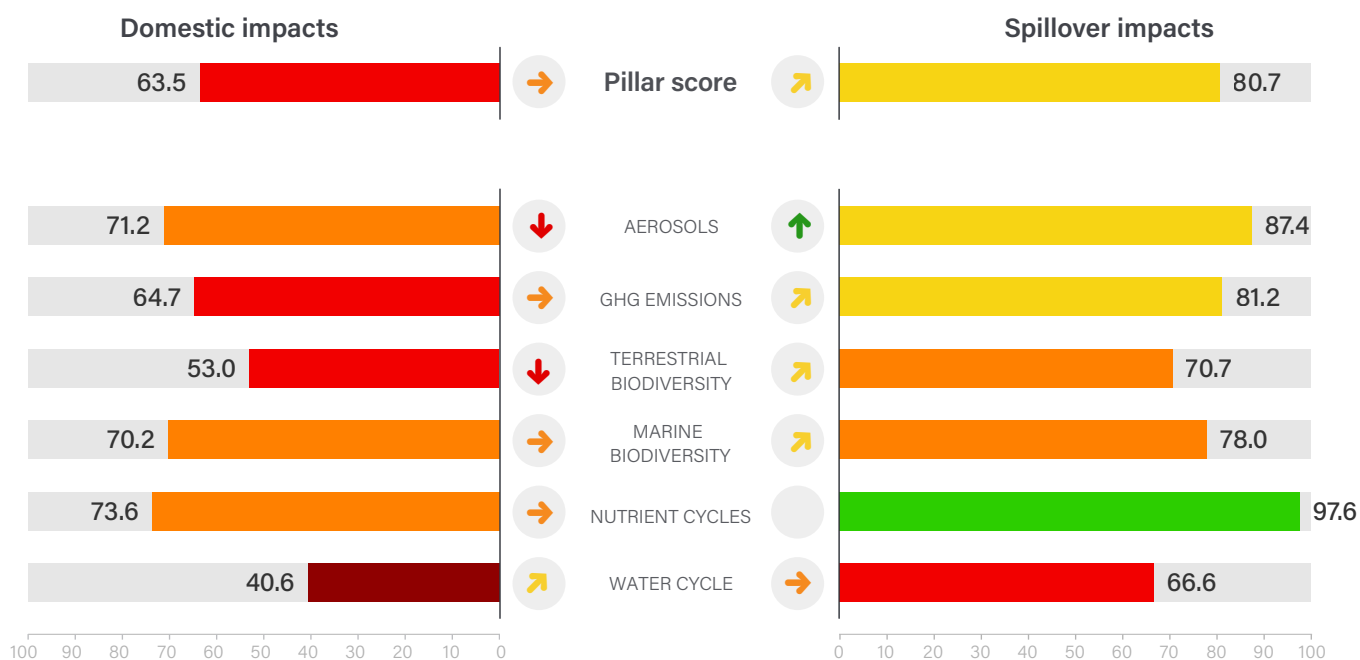 Domestic impacts
Spillover impacts
63.5
Pillar score
80.7
71.2
AEROSOLS
87.4
64.7
GHG EMISSIONS
81.2
53.0
TERRESTRIAL
BIODIVERSITY
70.7
70.2
MARINE
BIODIVERSITY
78.0
73.6
NUTRIENT CYCLES
97.6
40.6
WATER CYCLE
66.6
100 90 80 70 60 50 40 30 20 10 0
0 10 20 30 40 50 60 70 80 90 100